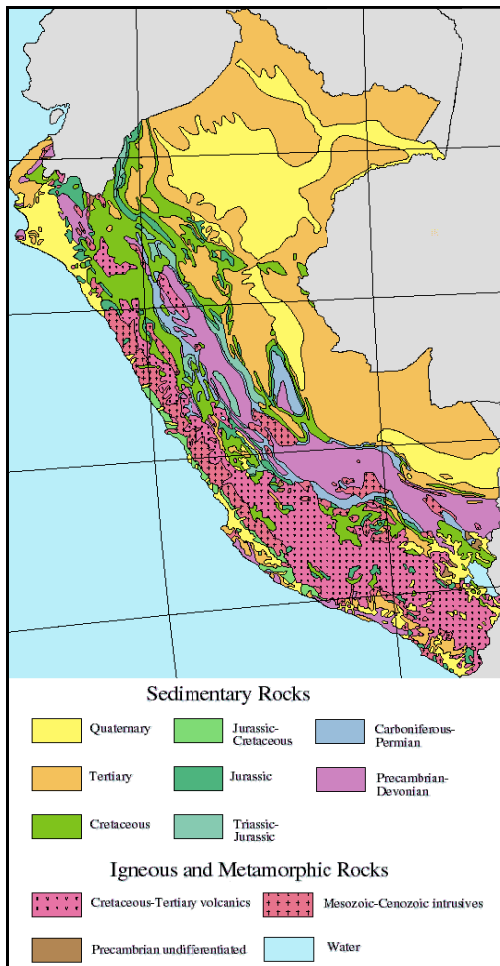 Sedimentary Rocks
Quaternary
Jurassic-
Cretaceous
Carboniferous-
Permian
Tertiary
Jurassic
Precambrian-
Devonian
Cretaceous
Triassic-
Jurassic
Igneous and Metamorphic Rocks
Cretaceous-Tertiary volcanics
Mesozoic-Cenozoic intrusives
Precambrian undifferentiated
Water